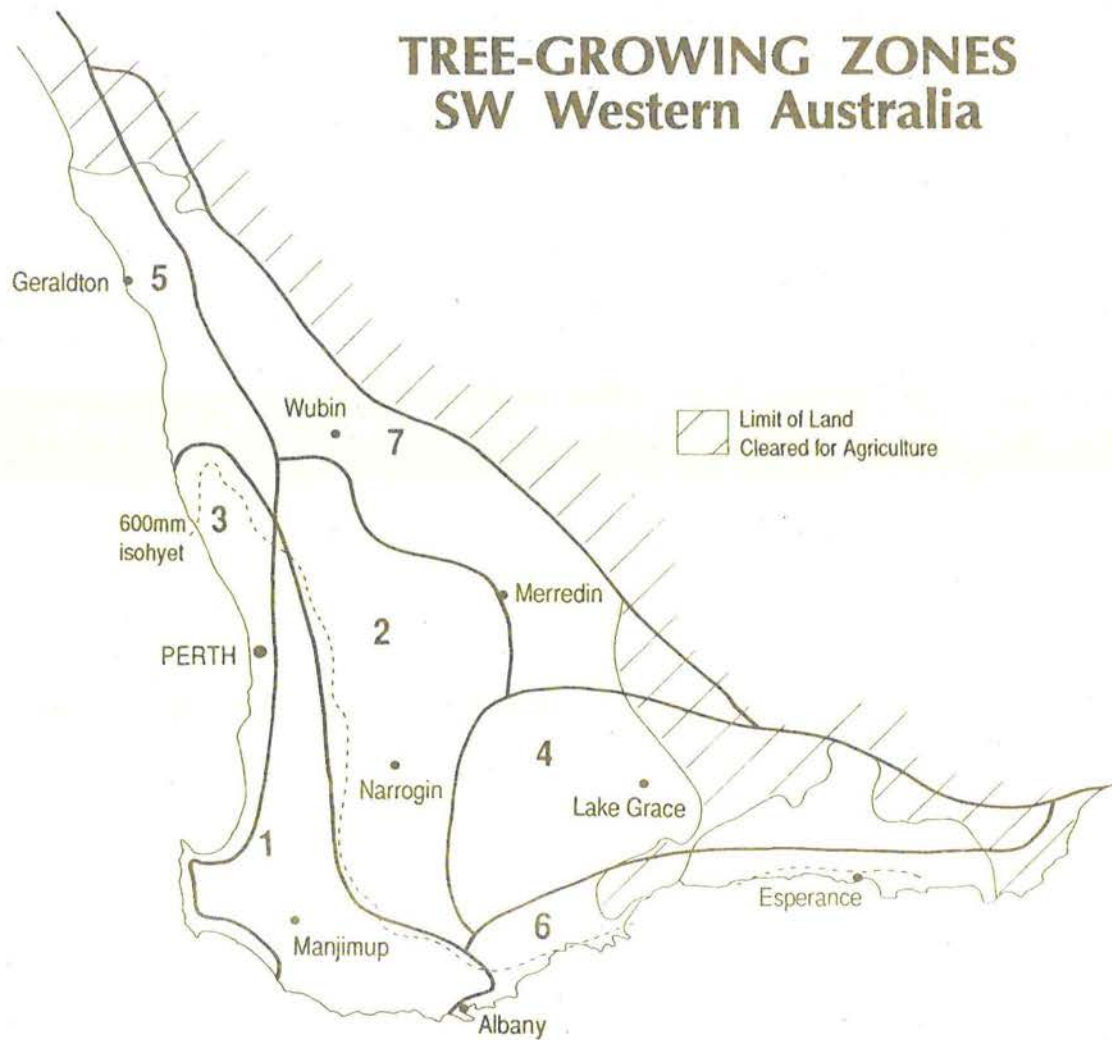 TREE-GROWING ZONES
SW Western Australia
Geraldton
5
Wubin
7
Limit of Land
Cleared for Agriculture
3
600mm
isohyet
Merredin
2
PERTH
4
Narrogin
Lake Grace
1
Esperance
6
Manjimup
Albany